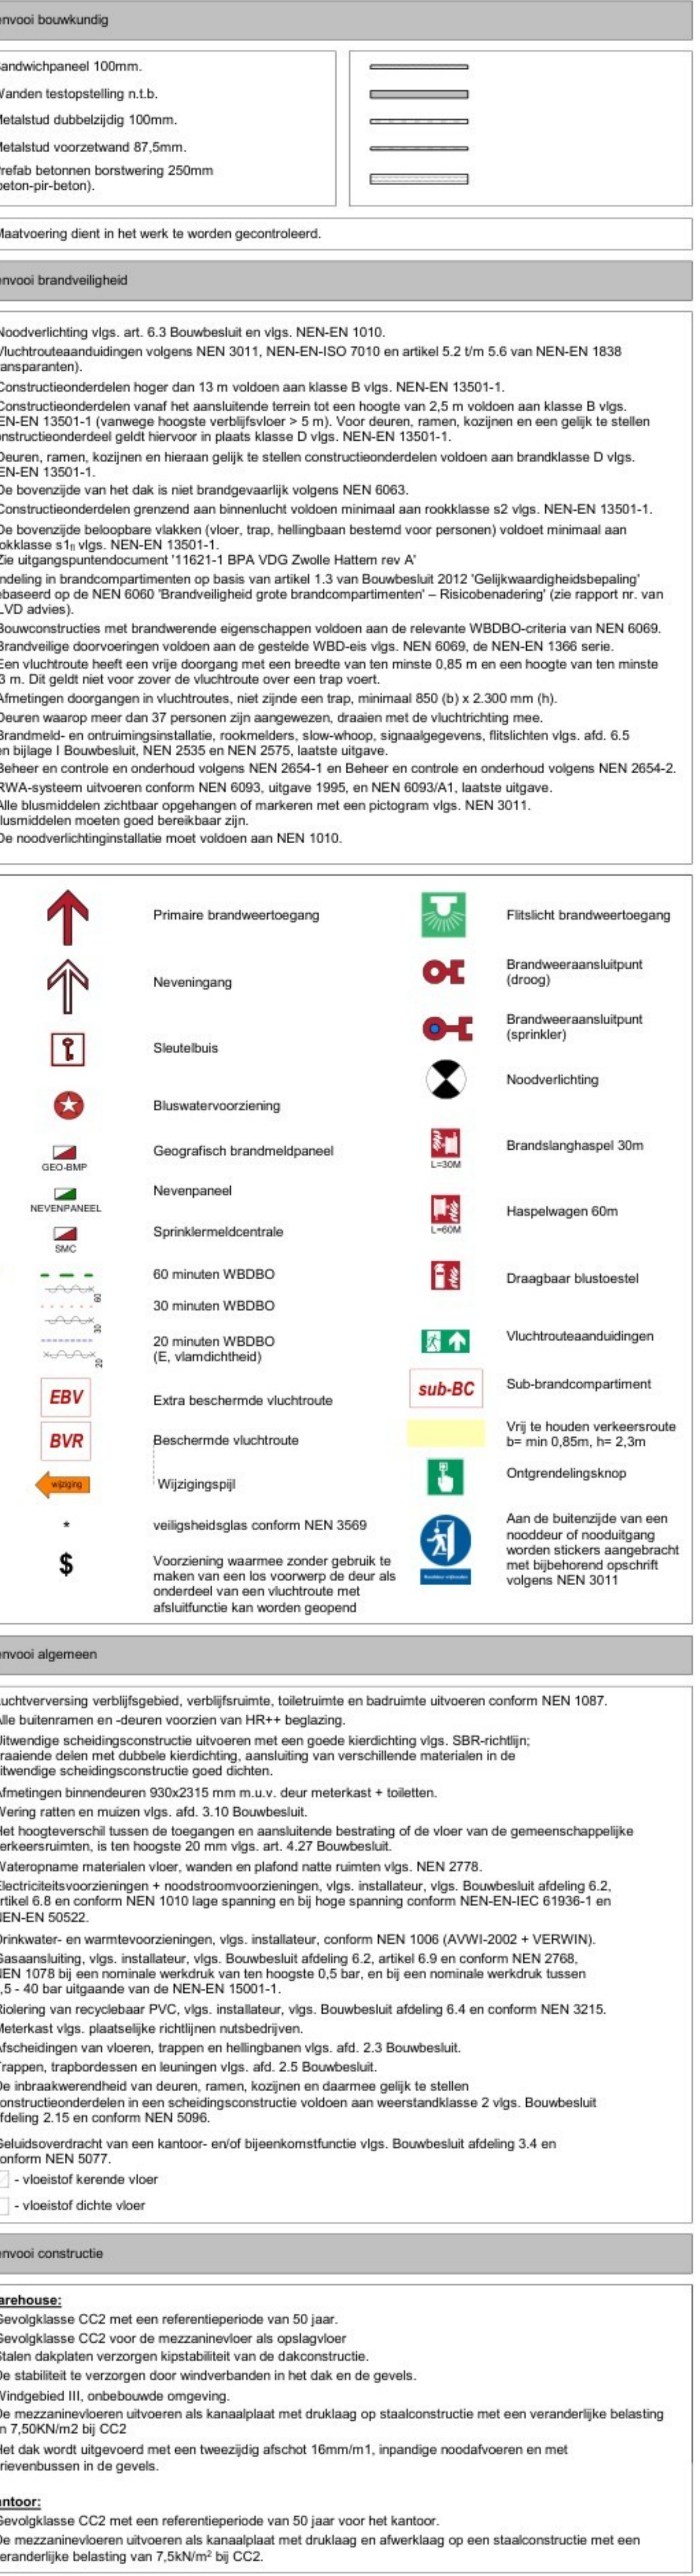 envooi bouwkundig
andwichpaneel 100mm.
Wanden testopstelling n.t.b.
Metalstud dubbelzijdig 100mm.
Metalstud voorzetwand 87,5mm.
Prefab betonnen borstwering 250mm
beton-pir-beton).
Maatvoering dient in het werk te worden gecontroleerd.
envooi brandveiligheid
Noodverlichting vlgs. art. 6.3 Bouwbesluit en vlgs. NEN-EN 1010.
Vluchtrouteaanduidingen volgens NEN 3011, NEN-EN-ISO 7010 en artikel 5.2 t/m 5.6 van NEN-EN 1838
ransparanten).
Constructieonderdelen hoger dan 13 m voldoen aan klasse B vlgs. NEN-EN 13501-1.
Constructieonderdelen vanaf het aansluitende terrein tot een hoogte van 2,5 m voldoen aan klasse B vlgs.
EN-EN 13501-1 (vanwege hoogste verblijfsvloer > 5 m). Voor deuren, ramen, kozijnen en een gelijk te stellen
onstructieonderdeel geldt hiervoor in plaats klasse D vlgs. NEN-EN 13501-1.
Deuren, ramen, kozijnen en hieraan gelijk te stellen constructieonderdelen voldoen aan brandklasse D vlgs.
EN-EN 13501-1.
De bovenzijde van het dak is niet brandgevaarlijk volgens NEN 6063.
Constructieonderdelen grenzend aan binnenlucht voldoen minimaal aan rookklasse s2 vlgs. NEN-EN 13501-1.
De bovenzijde beloopbare vlakken (vloer, trap, hellingbaan bestemd voor personen) voldoet minimaal aan
okklasse s1fl vlgs. NEN-EN 13501-1.
Zie uitgangspuntendocument '11621-1 BPA VDG Zwolle Hattem rev A'
ndeling in brandcompartimenten op basis van artikel 1.3 van Bouwbesluit 2012 'Gelijkwaardigheidsbepaling'
ebaseerd op de NEN 6060 'Brandveiligheid grote brandcompartimenten' – Risicobenadering' (zie rapport nr. van
LVD advies).
Bouwconstructies met brandwerende eigenschappen voldoen aan de relevante WBDBO-criteria van NEN 6069.
Brandveilige doorvoeringen voldoen aan de gestelde WBD-eis vlgs. NEN 6069, de NEN-EN 1366 serie.
Een vluchtroute heeft een vrije doorgang met een breedte van ten minste 0,85 m en een hoogte van ten minste
3 m. Dit geldt niet voor zover de vluchtroute over een trap voert.
Afmetingen doorgangen in vluchtroutes, niet zijnde een trap, minimaal 850 (b) x 2.300 mm (h).
Deuren waarop meer dan 37 personen zijn aangewezen, draaien met de vluchtrichting mee.
Brandmeld- en ontruimingsinstallatie, rookmelders, slow-whoop, signaalgegevens, flitslichten vlgs. afd. 6.5
en bijlage I Bouwbesluit, NEN 2535 en NEN 2575, laatste uitgave.
Beheer en controle en onderhoud volgens NEN 2654-1 en Beheer en controle en onderhoud volgens NEN 2654-2.
RWA-systeem uitvoeren conform NEN 6093, uitgave 1995, en NEN 6093/A1, laatste uitgave.
Alle blusmiddelen zichtbaar opgehangen of markeren met een pictogram vlgs. NEN 3011.
lusmiddelen moeten goed bereikbaar zijn.
De noodverlichtinginstallatie moet voldoen aan NEN 1010.
Primaire brandweertoegang
Flitslicht brandweertoegang
Neveningang
Brandweeraansluitpunt
(droog)
Sleutelbuis
Brandweeraansluitpunt
(sprinkler)
Bluswatervoorziening
Noodverlichting
GEO-BMP
Geografisch brandmeldpaneel
L=30M
Brandslanghaspel 30m
NEVENPANEEL
Nevenpaneel
L=60M
Haspelwagen 60m
SMC
Sprinklermeldcentrale
60
60 minuten WBDBO
Draagbaar blustoestel
30
30 minuten WBDBO
20
20 minuten WBDBO
(E, vlamdichtheid)
Vluchtrouteaanduidingen
EBV
Extra beschermde vluchtroute
sub-BC
Sub-brandcompartiment
BVR
Beschermde vluchtroute
Vrij te houden verkeersroute
b= min 0,85m, h= 2,3m
wijziging
Wijzigingspijl
Ontgrendelingsknop
*
veiligsheidsglas conform NEN 3569
$
Voorziening waarmee zonder gebruik te
maken van een los voorwerp de deur als
onderdeel van een vluchtroute met
afsluitfunctie kan worden geopend
Aan de buitenzijde van een
nooddeur of nooduitgang
worden stickers aangebracht
met bijbehorend opschrift
volgens NEN 3011
envooi algemeen
uchtverversing verblijfsgebied, verblijfsruimte, toiletruimte en badruimte uitvoeren conform NEN 1087.
Alle buitenramen en -deuren voorzien van HR++ beglazing.
Uitwendige scheidingsconstructie uitvoeren met een goede kierdichting vlgs. SBR-richtlijn;
raaiende delen met dubbele kierdichting, aansluiting van verschillende materialen in de
itwendige scheidingsconstructie goed dichten.
Afmetingen binnendeuren 930x2315 mm m.u.v. deur meterkast + toiletten.
Wering ratten en muizen vlgs. afd. 3.10 Bouwbesluit.
Het hoogteverschil tussen de toegangen en aansluitende bestrating of de vloer van de gemeenschappelijke
erkeersruimten, is ten hoogste 20 mm vlgs. art. 4.27 Bouwbesluit.
Wateropname materialen vloer, wanden en plafond natte ruimten vlgs. NEN 2778.
Electriciteitsvoorzieningen + noodstroomvoorzieningen, vlgs. installateur, vlgs. Bouwbesluit afdeling 6.2,
rtikel 6.8 en conform NEN 1010 lage spanning en bij hoge spanning conform NEN-EN-IEC 61936-1 en
NEN-EN 50522.
Drinkwater- en warmtevoorzieningen, vlgs. installateur, conform NEN 1006 (AVWI-2002 + VERWIN).
Gasaansluiting, vlgs. installateur, vlgs. Bouwbesluit afdeling 6.2, artikel 6.9 en conform NEN 2768,
NEN 1078 bij een nominale werkdruk van ten hoogste 0,5 bar, en bij een nominale werkdruk tussen
,5 - 40 bar uitgaande van de NEN-EN 15001-1.
Riolering van recyclebaar PVC, vlgs. installateur, vlgs. Bouwbesluit afdeling 6.4 en conform NEN 3215.
Meterkast vlgs. plaatselijke richtlijnen nutsbedrijven.
Afscheidingen van vloeren, trappen en hellingbanen vlgs. afd. 2.3 Bouwbesluit.
Trappen, trapbordessen en leuningen vlgs. afd. 2.5 Bouwbesluit.
De inbraakwerendheid van deuren, ramen, kozijnen en daarmee gelijk te stellen
onstructieonderdelen in een scheidingsconstructie voldoen aan weerstandklasse 2 vlgs. Bouwbesluit
fdeling 2.15 en conform NEN 5096.
Geluidsoverdracht van een kantoor- en/of bijeenkomstfunctie vlgs. Bouwbesluit afdeling 3.4 en
onform NEN 5077.
- vloeistof kerende vloer
- vloeistof dichte vloer
envooi constructie
arehouse:
Gevolgklasse CC2 met een referentieperiode van 50 jaar.
Gevolgklasse CC2 voor de mezzaninevloer als opslagvloer
Stalen dakplaten verzorgen kipstabiliteit van de dakconstructie.
De stabiliteit te verzorgen door windverbanden in het dak en de gevels.
Windgebied III, onbebouwde omgeving.
De mezzaninevloeren uitvoeren als kanaalplaat met druklaag op staalconstructie met een veranderlijke belasting
n 7,50KN/m2 bij CC2
Het dak wordt uitgevoerd met een tweezijdig afschot 16mm/m1, inpandige noodafvoeren en met
rievenbussen in de gevels.
antoor:
Gevolgklasse CC2 met een referentieperiode van 50 jaar voor het kantoor.
De mezzaninevloeren uitvoeren als kanaalplaat met druklaag en afwerklaag op een staalconstructie met een
eranderlijke belasting van 7,5kN/m² bij CC2.